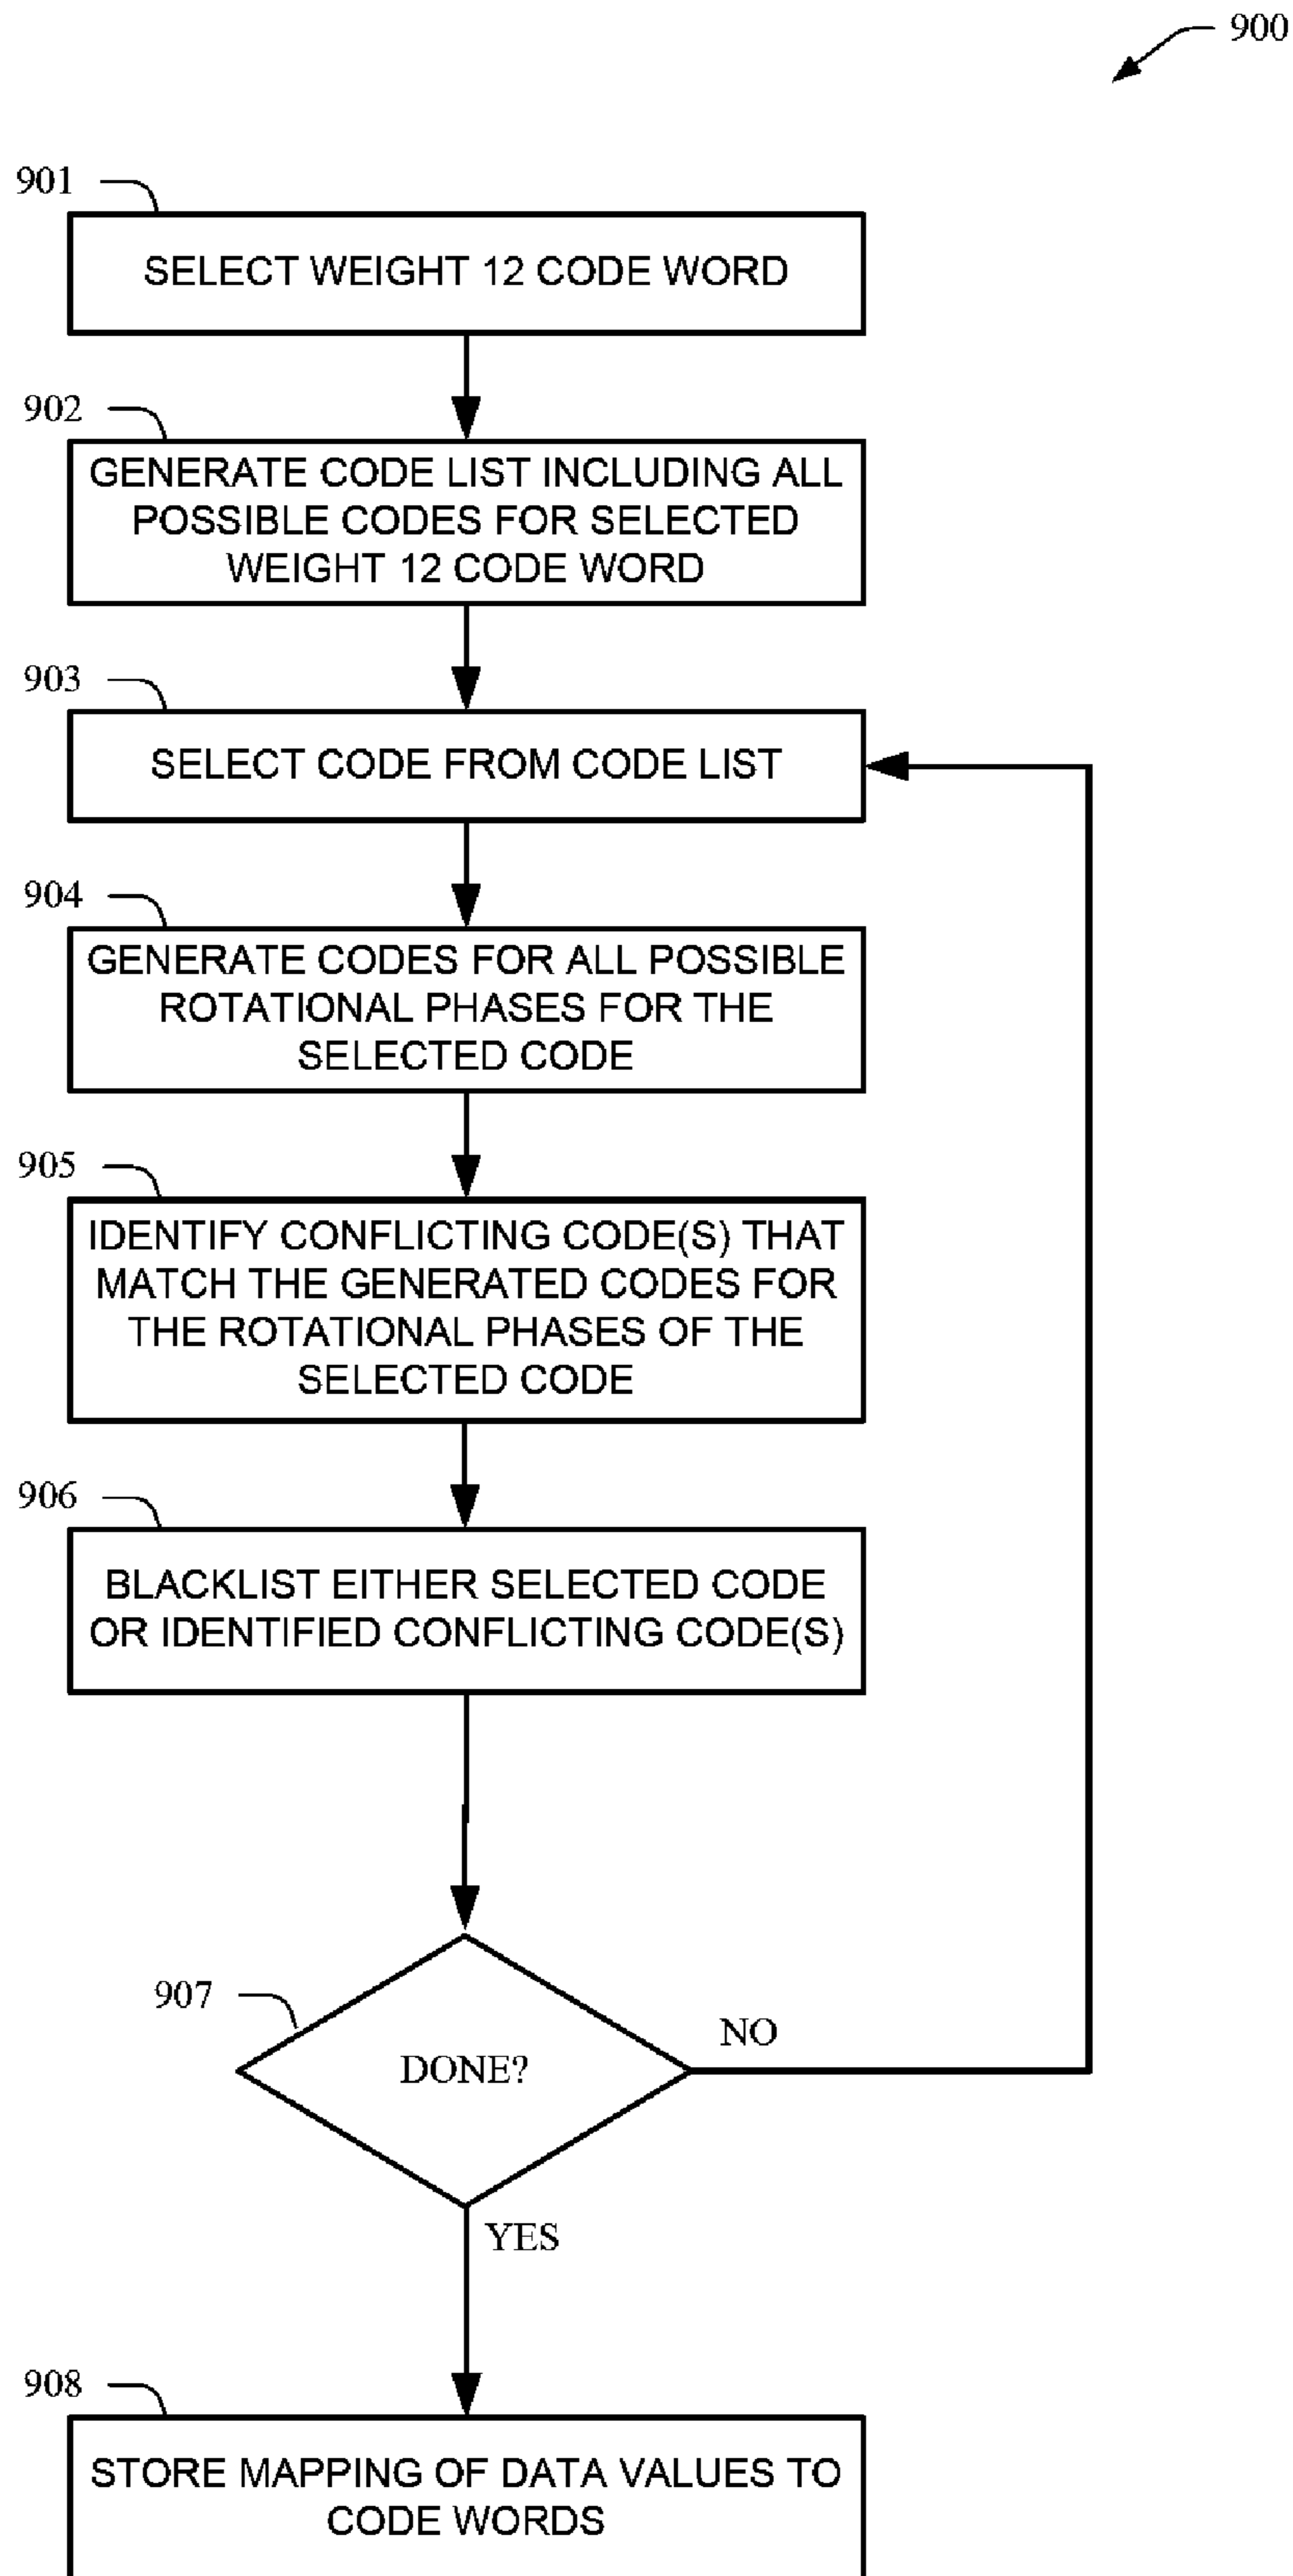 900
901
SELECT WEIGHT 12 CODE WORD
902
GENERATE CODE LIST INCLUDING ALL
POSSIBLE CODES FOR SELECTED
WEIGHT 12 CODE WORD
903
SELECT CODE FROM CODE LIST
904
GENERATE CODES FOR ALL POSSIBLE
ROTATIONAL PHASES FOR THE
SELECTED CODE
905
IDENTIFY CONFLICTING CODE(S) THAT
MATCH THE GENERATED CODES FOR
THE ROTATIONAL PHASES OF THE
SELECTED CODE
906
BLACKLIST EITHER SELECTED CODE
OR IDENTIFIED CONFLICTING CODE(S)
907
DONE?
NO
YES
908
STORE MAPPING OF DATA VALUES TO
CODE WORDS